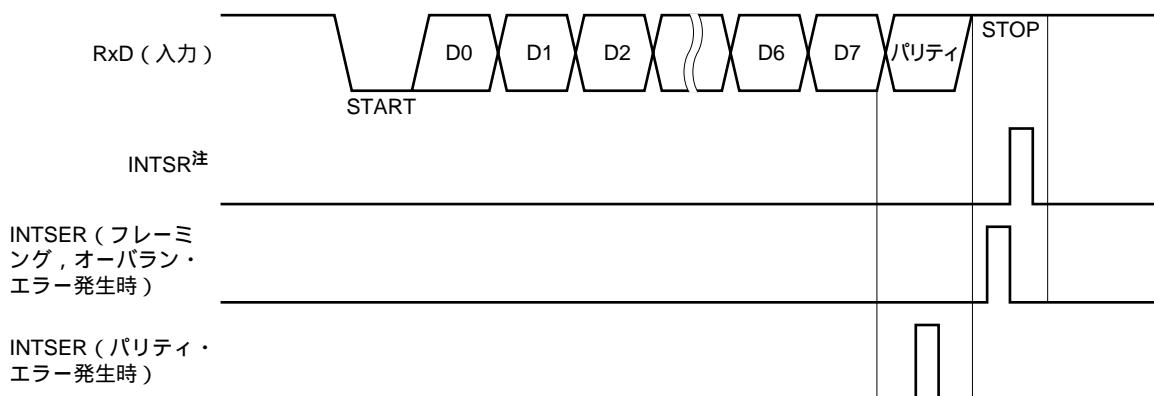 STOP
RxD（入力） D0 D1 D2 D6 D7 パリティ
START
INTSR注
INTSER（フレーミ
ング，オーバラン・
エラー発生時）
INTSER（パリティ・
エラー発生時）